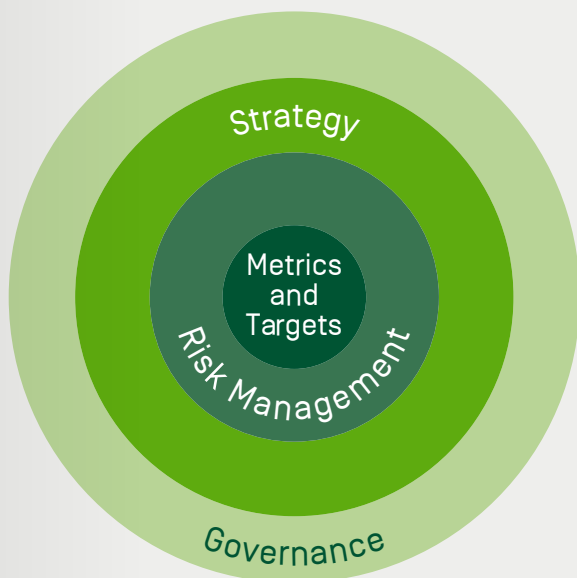 Strategy
Metrics
and
Targets
Risk Management
Governance